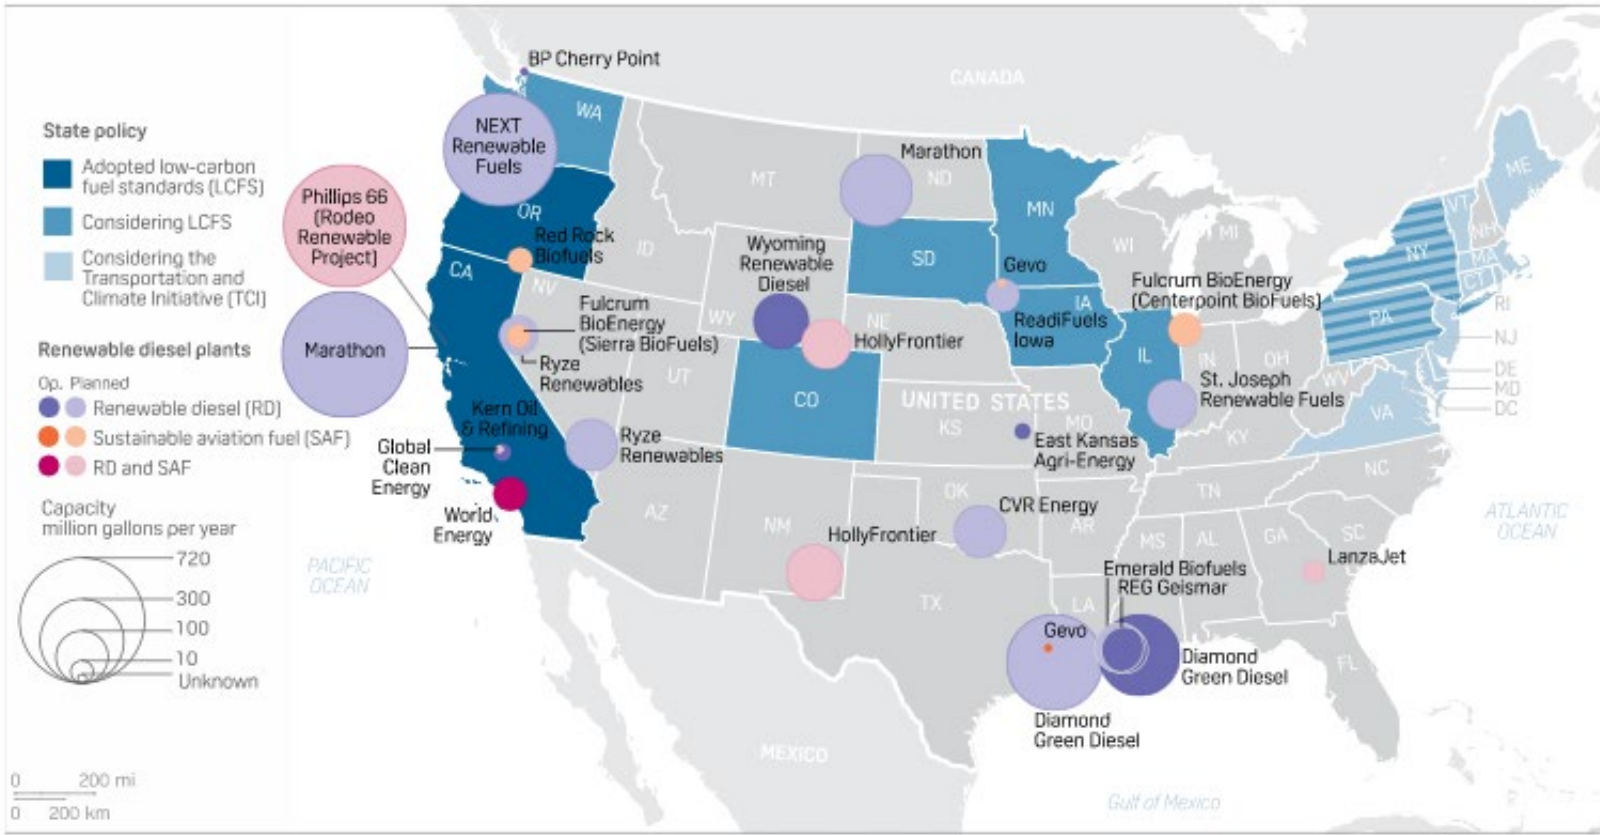 State policy
Adopted low-carbon
fuel standards (LCFS)
Considering LCFS
Considering the
Transportation and
Climate Initiative (TCI)
Renewable diesel plants
Op. Planned
Renewable diesel (RD)
Sustainable aviation fuel (SAF)
RD and SAF
Capacity
million gallons per year
720
300
100
10
Unknown
0 200 mi
0 200 km
BP Cherry Point
NEXT
Renewable
Fuels
Phillips 66
(Rodeo
Renewable
Project)
Marathon
Red Rock
Biofuels
Fulcrum
BioEnergy
(Sierra BioFuels)
Ryze
Renewables
Kern Oil
& Refining
Global
Clean
Energy
World
Energy
Ryze
Renewables
Marathon
Wyoming
Renewable
Diesel
HollyFrontier
Gevo
ReadiFuels
Iowa
Fulcrum BioEnergy
(Centerpoint BioFuels)
St. Joseph
Renewable Fuels
East Kansas
Agri-Energy
CVR Energy
HollyFrontier
Emerald Biofuels
REG Geismar
Gevo
Diamond
Green Diesel
Diamond
Green Diesel
LanzaJet
CANADA
UNITED STATES
MEXICO
PACIFIC
OCEAN
ATLANTIC
OCEAN
Gulf of Mexico
WA
OR
CA
NV
ID
MT
WY
UT
AZ
NM
CO
ND
SD
NE
KS
OK
TX
MN
IA
MO
AR
LA
WI
IL
MI
IN
OH
KY
TN
MS
AL
GA
FL
SC
NC
WV
VA
PA
NY
VT
NH
ME
MA
CT
RI
NJ
DE
MD
DC